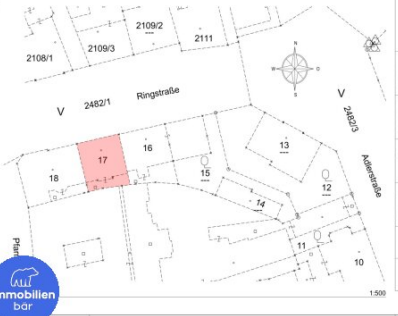 2109/2
2109/3
2111
2108/1
N
W
O
S
V
2482/1
Ringstraße
V
2482/3
17
16
13
18
15
12
Adlerstraße
14
11
10
1:500
mmobilien
bär